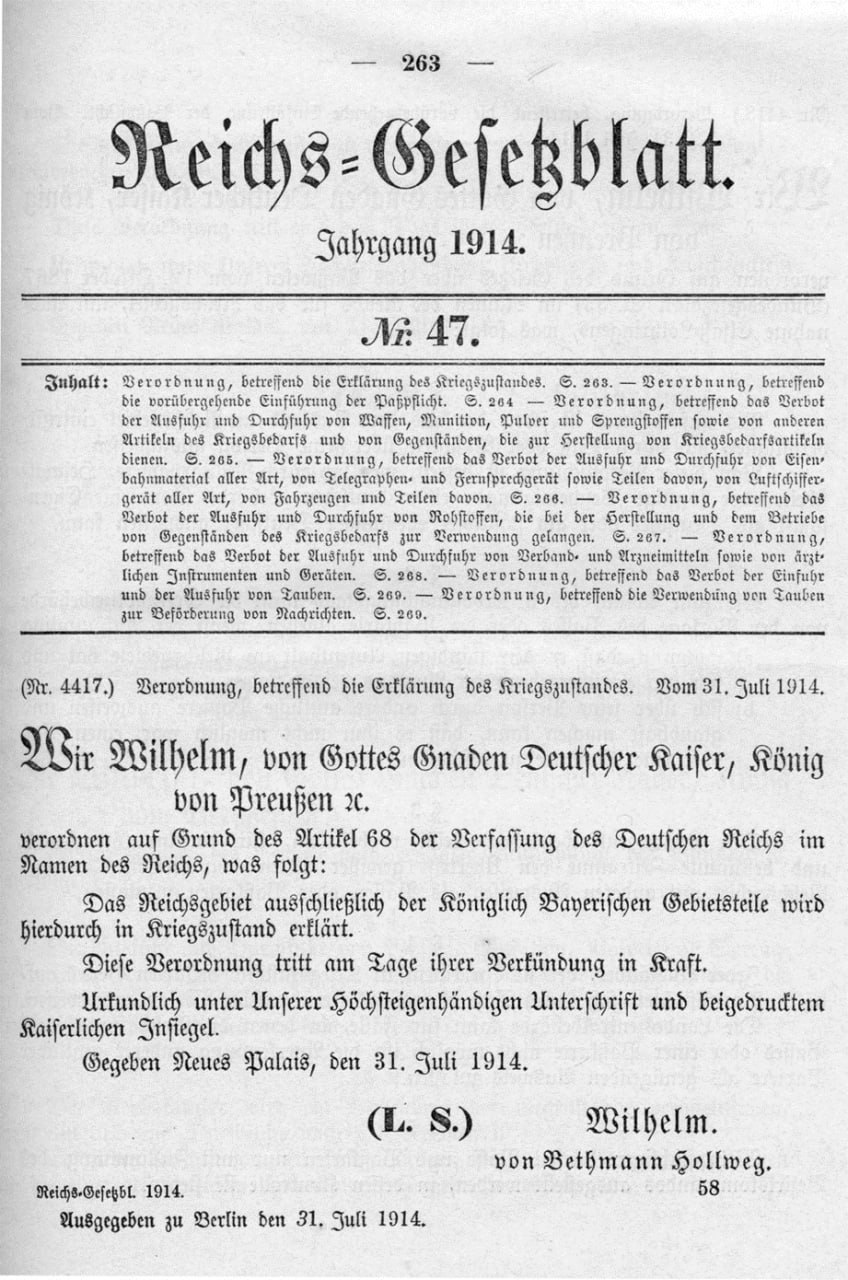 — 263 —
Reichs-Gesetzblatt.
Jahrgang 1914.
Nr. 47.
Inhalt: Verordnung, betreffend die Erklärung des Kriegszustandes. S. 263. — Verordnung, betreffend
die vorübergehende Einführung der Paßpflicht. S. 264 — Verordnung, betreffend das Verbot
der Ausfuhr und Durchfuhr von Waffen, Munition, Pulver und Sprengstoffen sowie von anderen
Artikeln des Kriegsbedarfs und von Gegenständen, die zur Herstellung von Kriegsbedarfsartikeln
dienen. S. 265. — Verordnung, betreffend das Verbot der Ausfuhr und Durchfuhr von Eisen-
bahnmaterial aller Art, von Telegraphen- und Fernsprechgerät sowie Teilen davon, von Luftschiffer-
gerät aller Art, von Fahrzeugen und Teilen davon. S. 266. — Verordnung, betreffend das
Verbot der Ausfuhr und Durchfuhr von Rohstoffen, die bei der Herstellung und dem Betriebe
von Gegenständen des Kriegsbedarfs zur Verwendung gelangen. S. 267. — Verordnung,
betreffend das Verbot der Ausfuhr und Durchfuhr von Verband- und Arzneimitteln sowie von ärzt-
lichen Instrumenten und Geräten. S. 268. — Verordnung, betreffend das Verbot der Einfuhr
und der Ausfuhr von Tauben. S. 269. — Verordnung, betreffend die Verwendung von Tauben
zur Beförderung von Nachrichten. S. 269.
(Nr. 4417.) Verordnung, betreffend die Erklärung des Kriegszustandes. Vom 31. Juli 1914.
Wir Wilhelm, von Gottes Gnaden Deutscher Kaiser, König
von Preußen ꝛc.
verordnen auf Grund des Artikel 68 der Verfassung des Deutschen Reichs im
Namen des Reichs, was folgt:
Das Reichsgebiet ausschließlich der Königlich Bayerischen Gebietsteile wird
hierdurch in Kriegszustand erklärt.
Diese Verordnung tritt am Tage ihrer Verkündung in Kraft.
Urkundlich unter Unserer Höchsteigenhändigen Unterschrift und beigedrucktem
Kaiserlichen Insiegel.
Gegeben Neues Palais, den 31. Juli 1914.
(L. S.) Wilhelm.
von Bethmann Hollweg.
Reichs-Gesetzbl. 1914. 58
Ausgegeben zu Berlin den 31. Juli 1914.